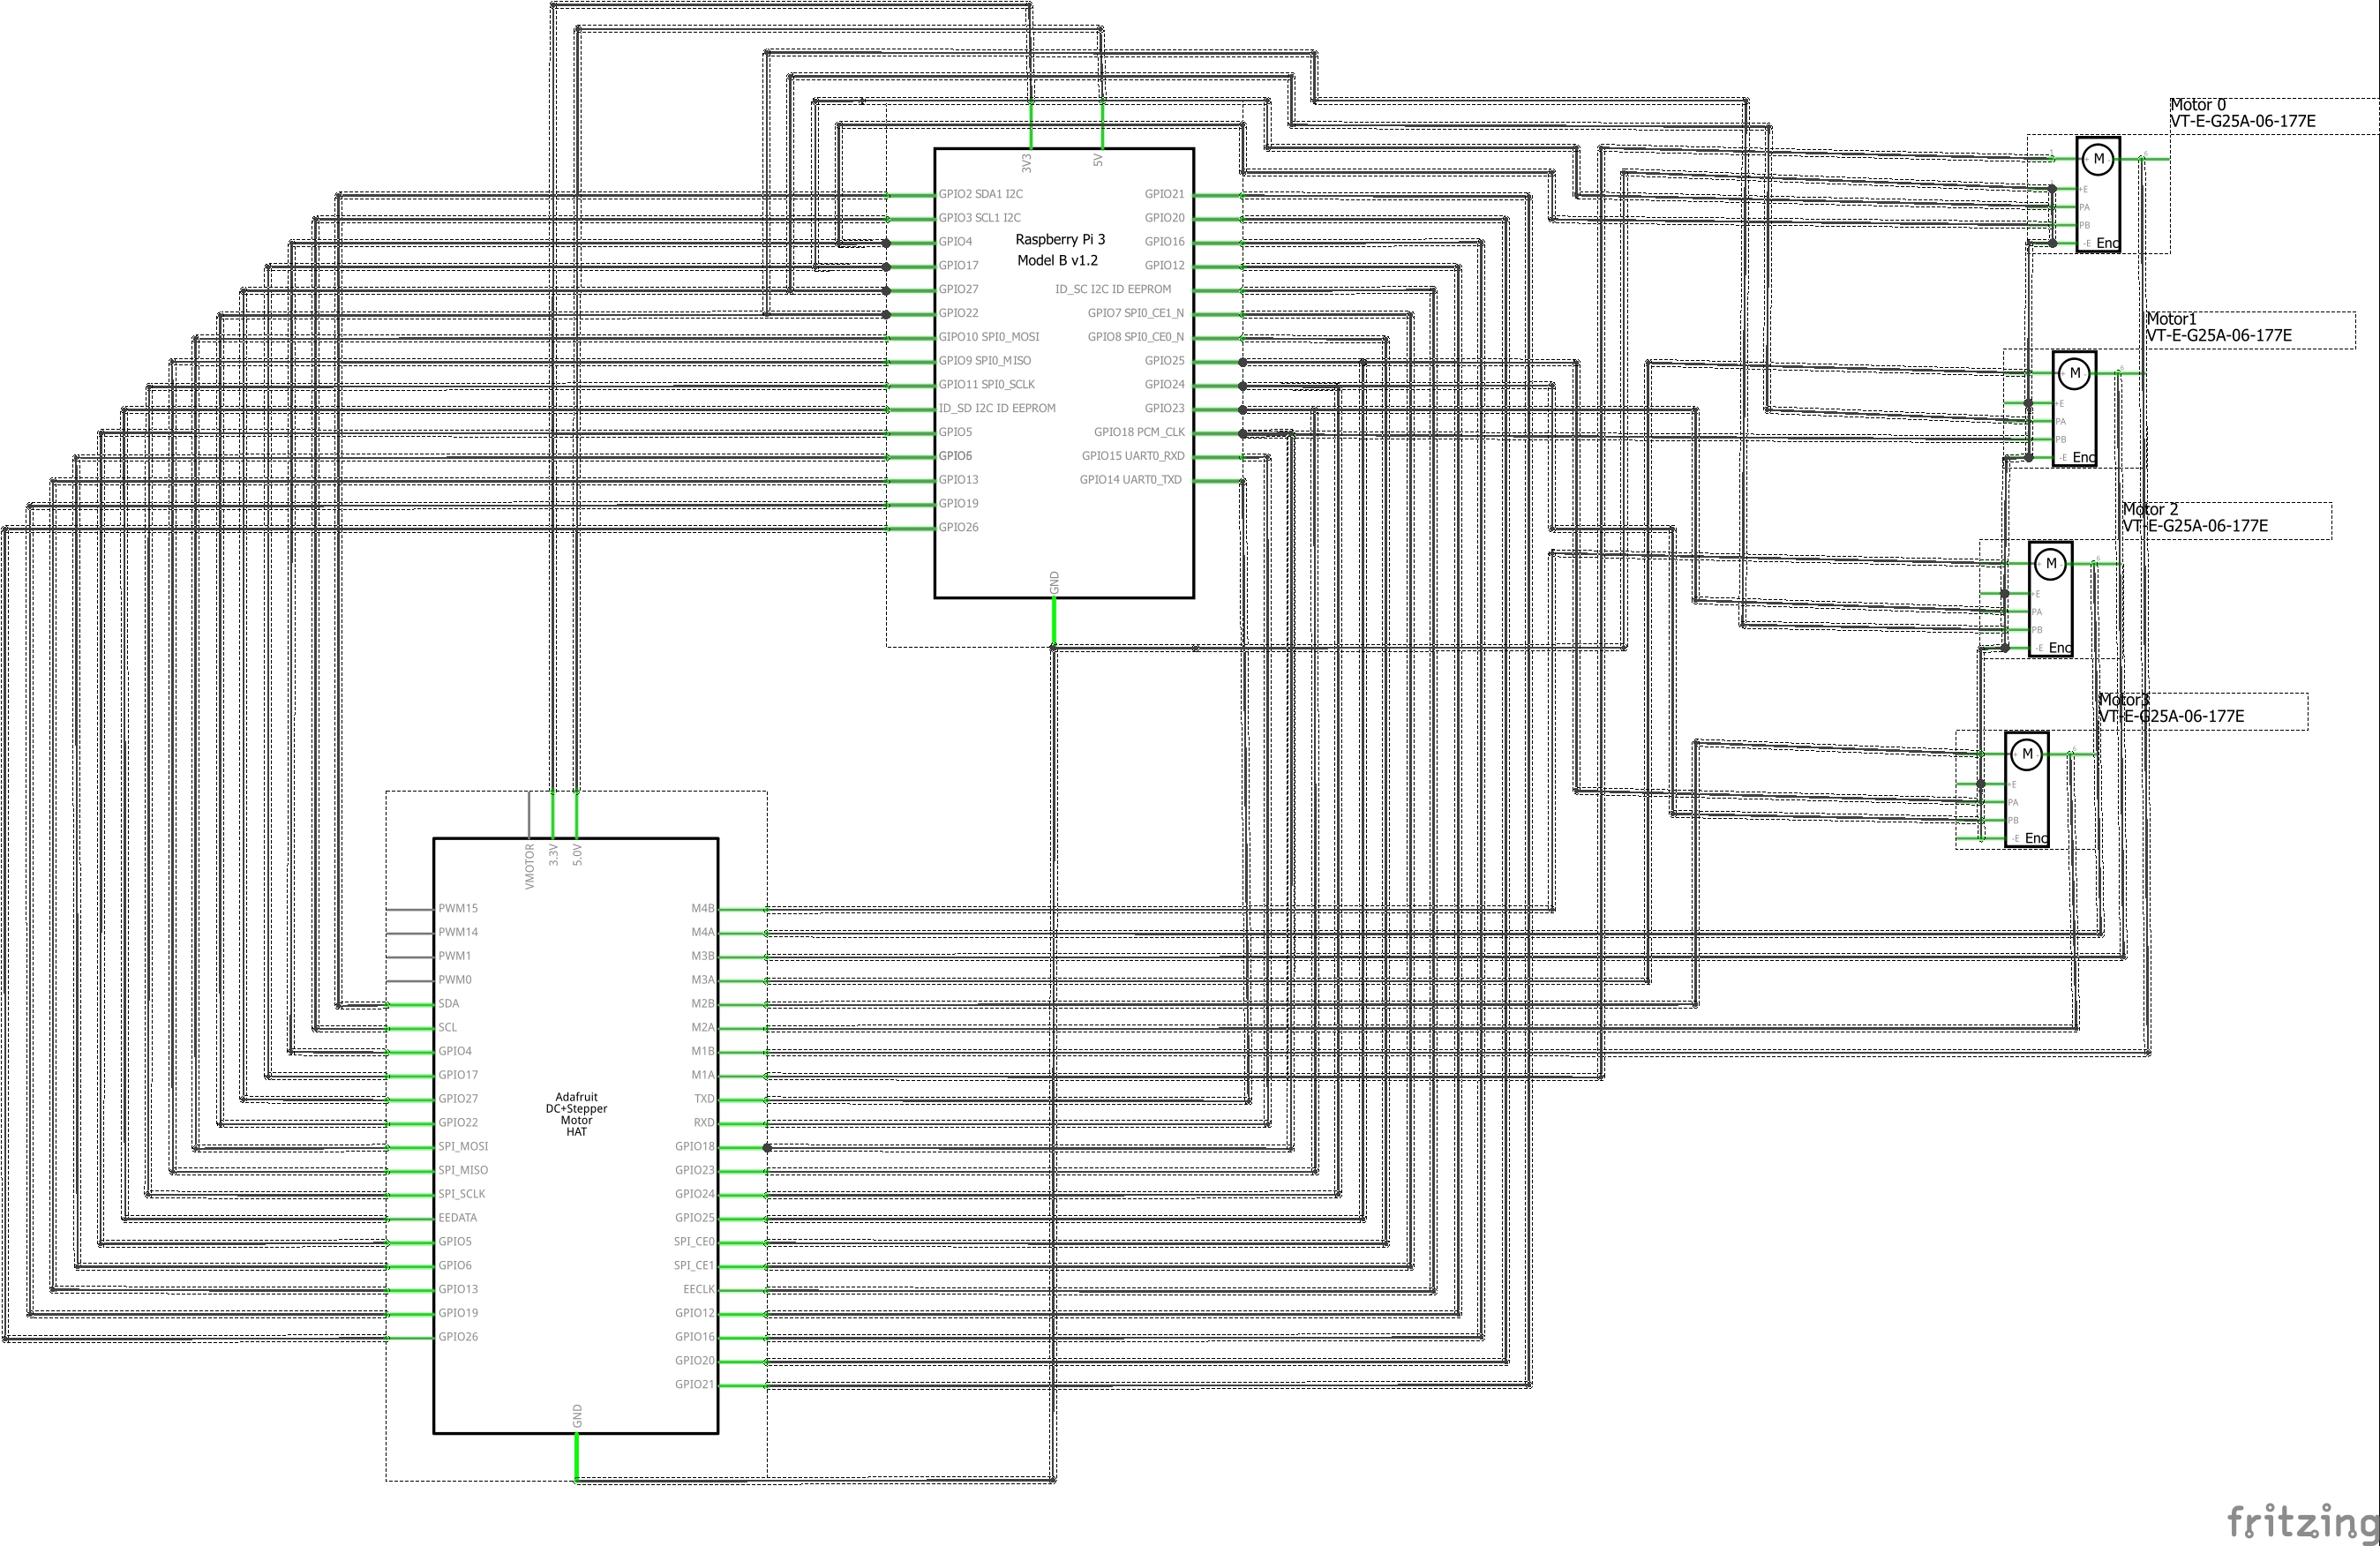 Motor 0
VT-E-G25A-06-177E
M
+E
PA
PB
-E Enc
Motor1
VT-E-G25A-06-177E
M
+E
PA
PB
-E Enc
Motor 2
VT-E-G25A-06-177E
M
+E
PA
PB
-E Enc
Motor3
VT-E-G25A-06-177E
M
+E
PA
PB
-E Enc
3V3
5V
GPIO2 SDA1 I2C
GPIO3 SCL1 I2C
GPIO4
GPIO17
GPIO27
GPIO22
GIPO10 SPI0_MOSI
GPIO9 SPI0_MISO
GPIO11 SPI0_SCLK
ID_SD I2C ID EEPROM
GPIO5
GPIO6
GPIO13
GPIO19
GPIO26
Raspberry Pi 3
Model B v1.2
GPIO21
GPIO20
GPIO16
GPIO12
ID_SC I2C ID EEPROM
GPIO7 SPI0_CE1_N
GPIO8 SPI0_CE0_N
GPIO25
GPIO24
GPIO23
GPIO18 PCM_CLK
GPIO15 UART0_RXD
GPIO14 UART0_TXD
GND
VMOTOR
3.3V
5.0V
PWM15
PWM14
PWM1
PWM0
SDA
SCL
GPIO4
GPIO17
GPIO27
GPIO22
SPI_MOSI
SPI_MISO
SPI_SCLK
EEDATA
GPIO5
GPIO6
GPIO13
GPIO19
GPIO26
Adafruit
DC+Stepper
Motor
HAT
M4B
M4A
M3B
M3A
M2B
M2A
M1B
M1A
TXD
RXD
GPIO18
GPIO23
GPIO24
GPIO25
SPI_CE0
SPI_CE1
EECLK
GPIO12
GPIO16
GPIO20
GPIO21
GND
fritzing